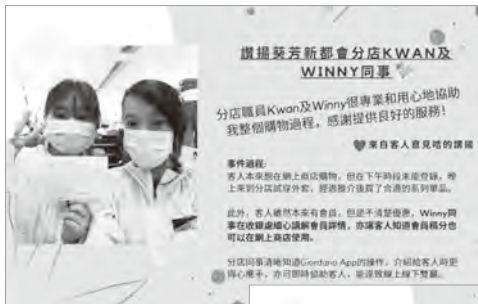 讚揚葵芳新都會分店KWAN及
WINNY同事
分店職員Kwan及Winny很專業和用心地協助
我整個購物過程,感謝提供良好的服務!
來自客人意見咭的讚揚
事件過程:
客人本來想在網上商店購物,但在下午時段未能登錄,晚
上來到分店試穿外套,經過推介後買了合適的系列單品。
此外,客人雖然本來有會員,但是不清楚優惠,Winny同
事在收銀處細心講解會員詳情,亦讓客人知道會員積分也
可以在網上商店使用。
分店同事清晰知道Giordano App的操作,介紹給客人時更
得心應手,亦可即時協助客人,能達致線上線下雙贏。